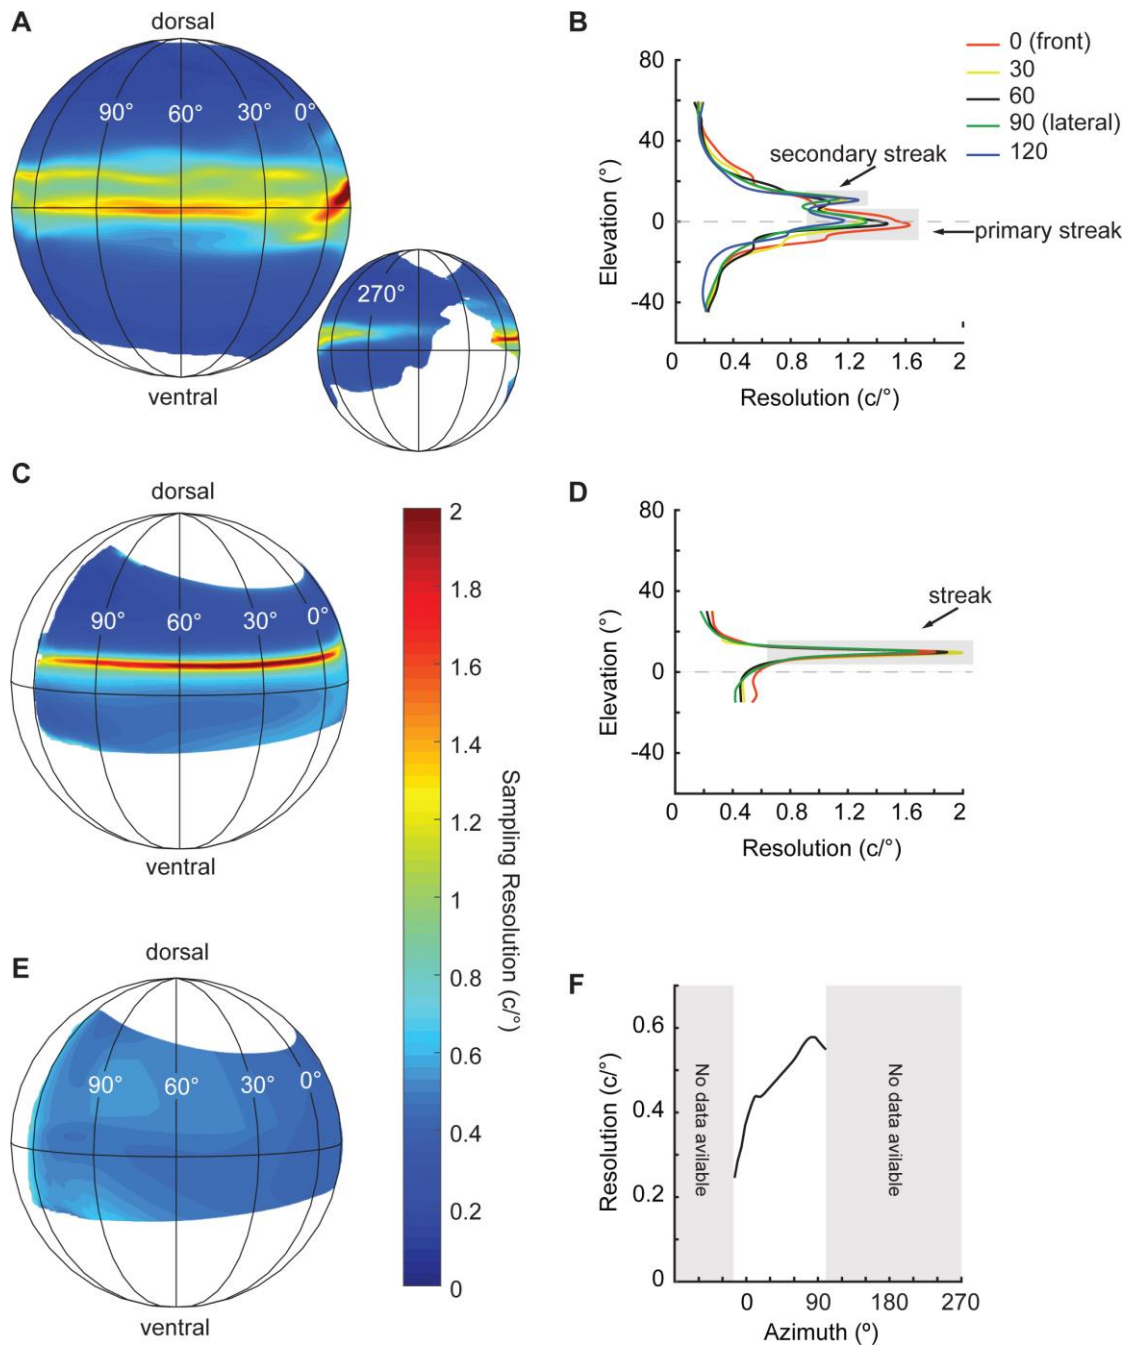 A
dorsal
90° 60° 30° 0°
ventral
270°
B
80
40
0
-40
Elevation (°)
0 0.4 0.8 1.2 1.6 2
Resolution (c/°)
0 (front)
30
60
90 (lateral)
120
secondary streak
primary streak
C
dorsal
90° 60° 30° 0°
ventral
2
1.8
1.6
1.4
1.2
1
0.8
0.6
0.4
0.2
0
Sampling Resolution (c/°)
D
80
40
0
-40
Elevation (°)
0 0.4 0.8 1.2 1.6 2
Resolution (c/°)
streak
E
dorsal
90° 60° 30° 0°
ventral
F
0.6
0.4
0.2
0
Resolution (c/°)
No data avilable
No data avilable
0 90 180 270
Azimuth (º)